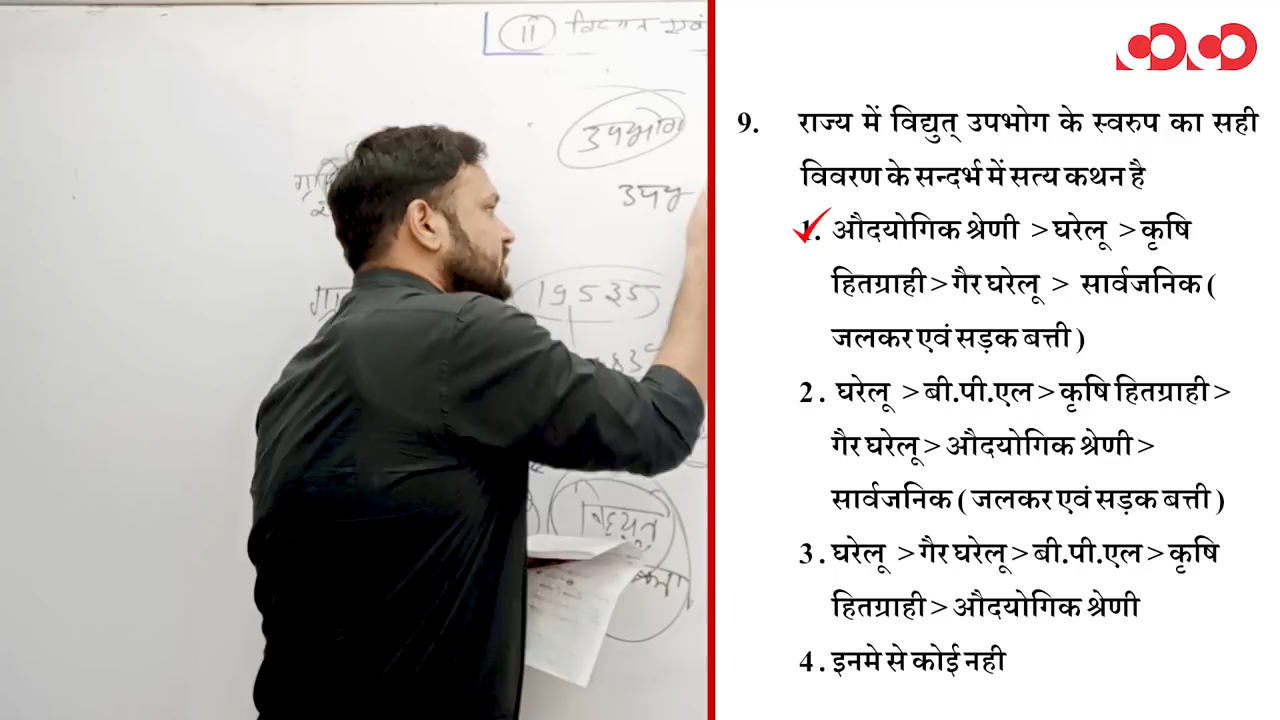 ii
उपभोग
उपभ
19535
विद्युत
9. राज्य में विद्युत् उपभोग के स्वरुप का सही
विवरण के सन्दर्भ में सत्य कथन है
1. औदयोगिक श्रेणी > घरेलू > कृषि
हितग्राही > गैर घरेलू > सार्वजनिक (
जलकर एवं सड़क बत्ती )
2. घरेलू > बी.पी.एल > कृषि हितग्राही >
गैर घरेलू > औदयोगिक श्रेणी >
सार्वजनिक ( जलकर एवं सड़क बत्ती )
3. घरेलू > गैर घरेलू > बी.पी.एल > कृषि
हितग्राही > औदयोगिक श्रेणी
4. इनमे से कोई नही